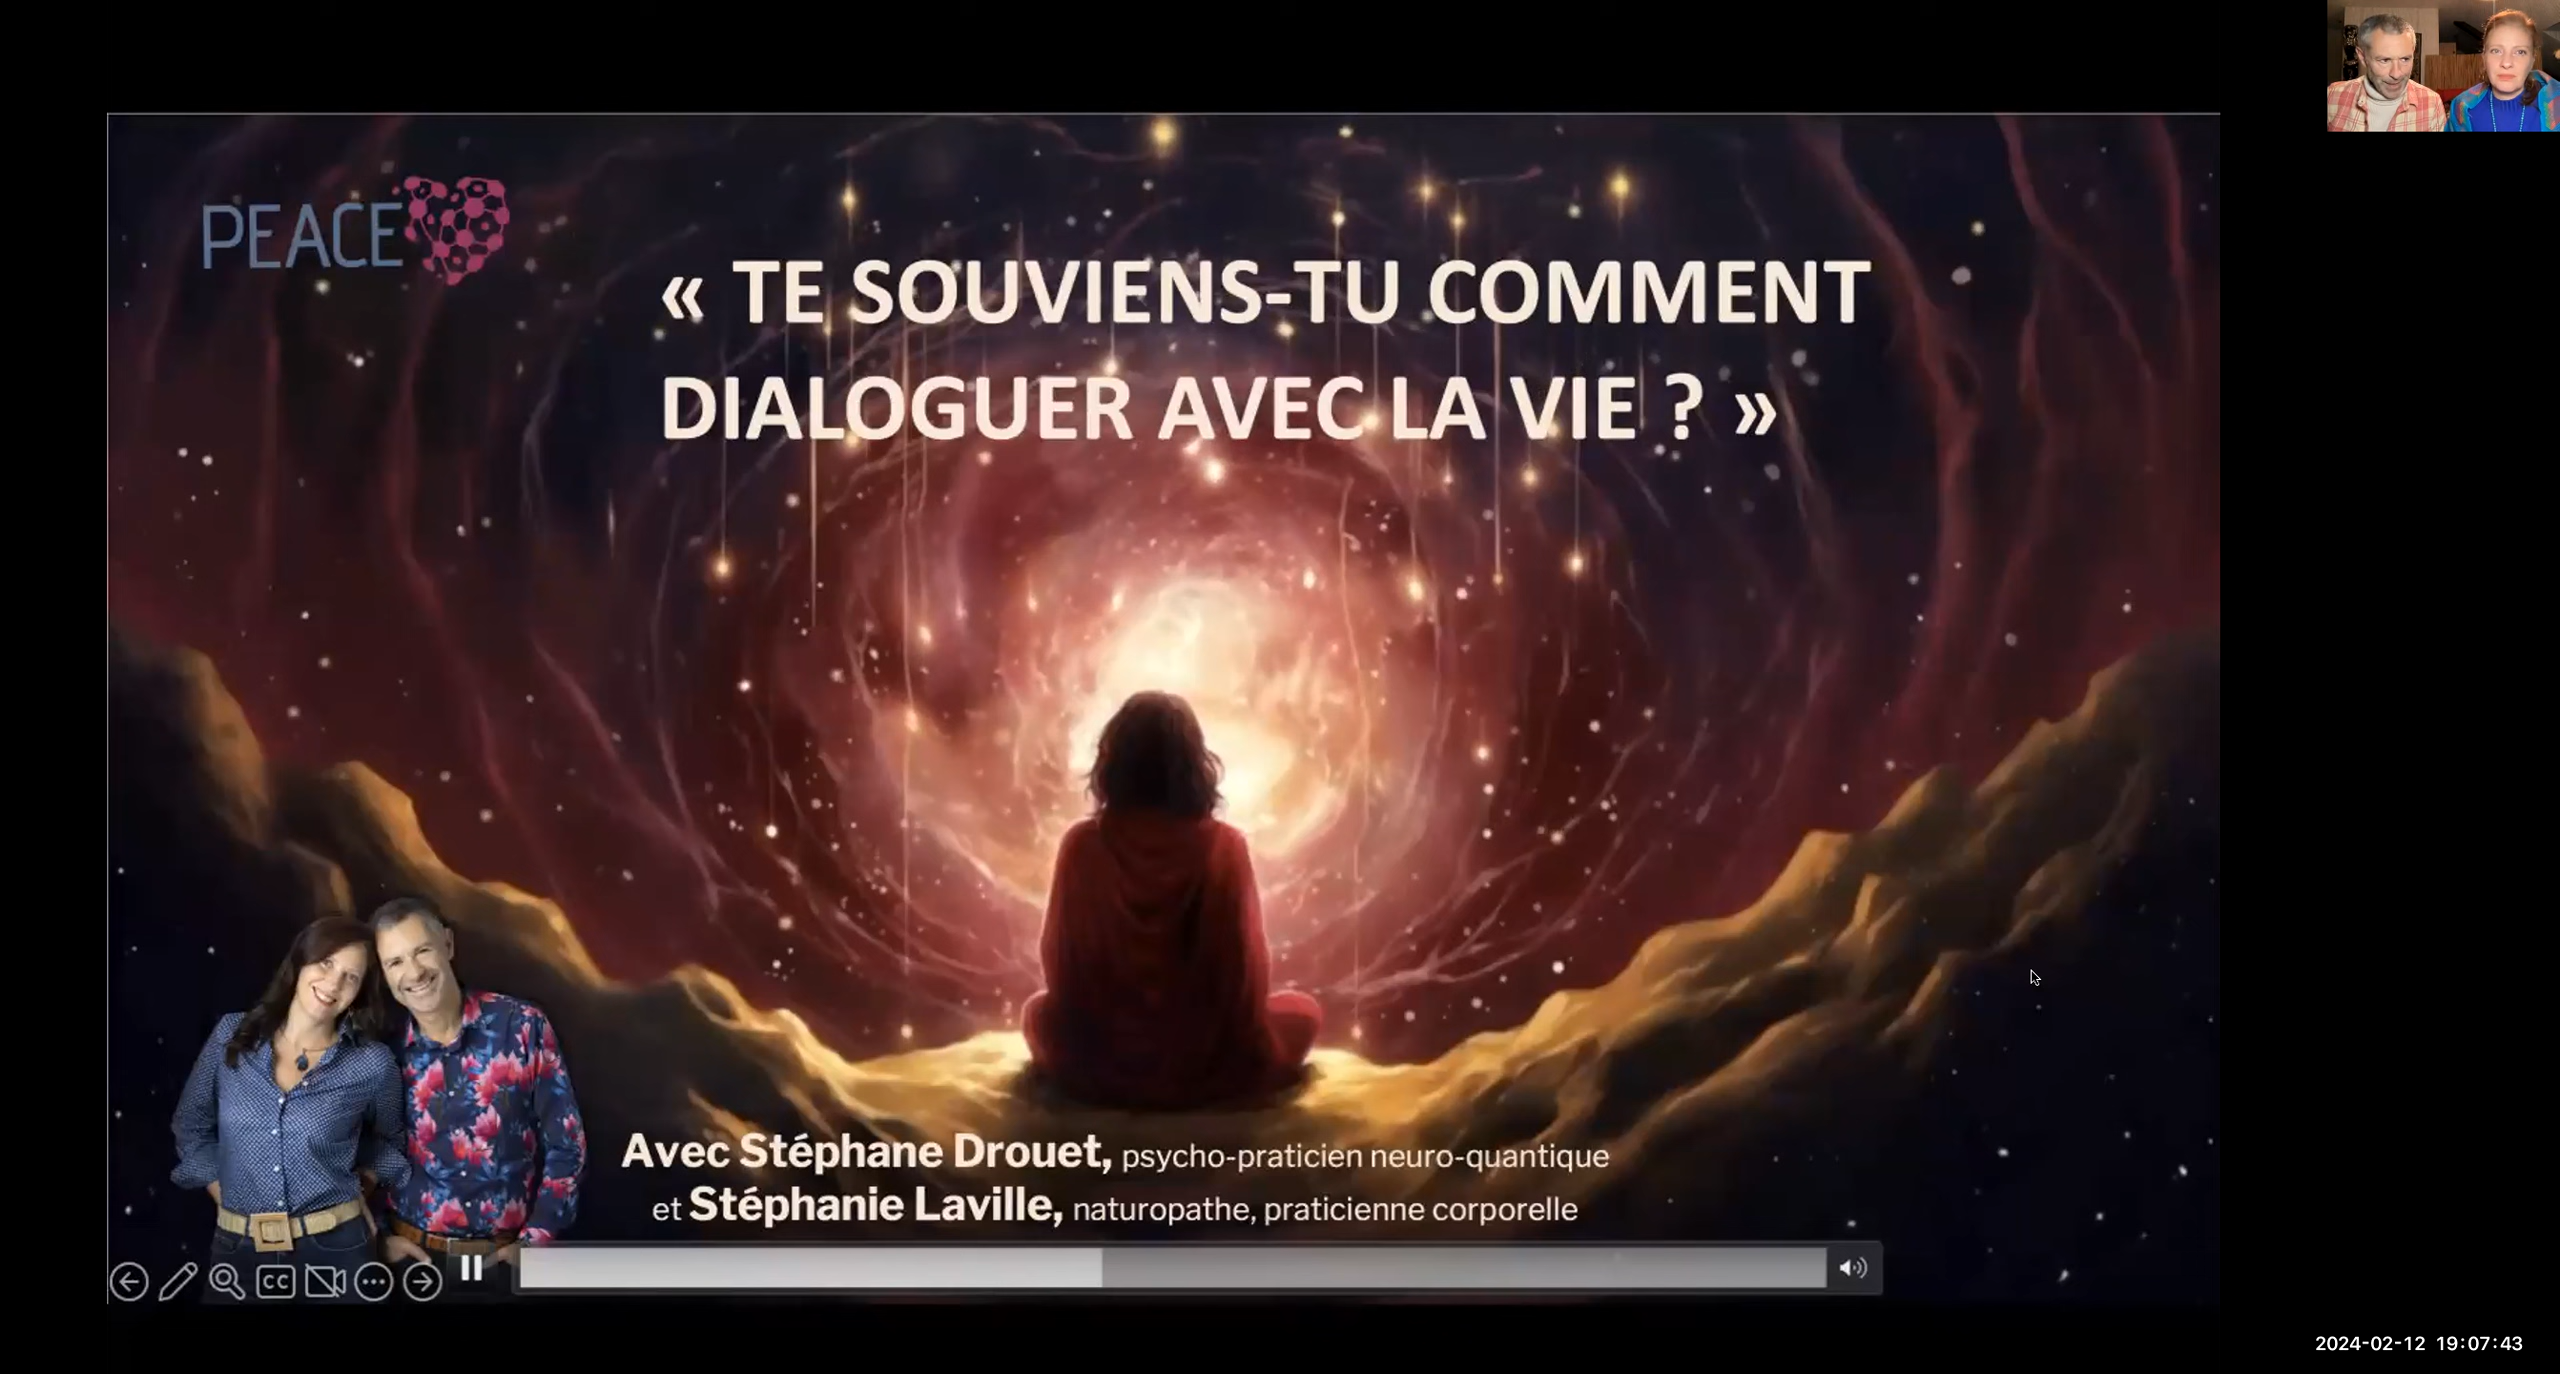 PEACE
« TE SOUVIENS-TU COMMENT
DIALOGUER AVEC LA VIE ? »
Avec Stéphane Drouet, psycho-praticien neuro-quantique
et Stéphanie Laville, naturopathe, praticienne corporelle
CC
2024-02-12 19:07:43